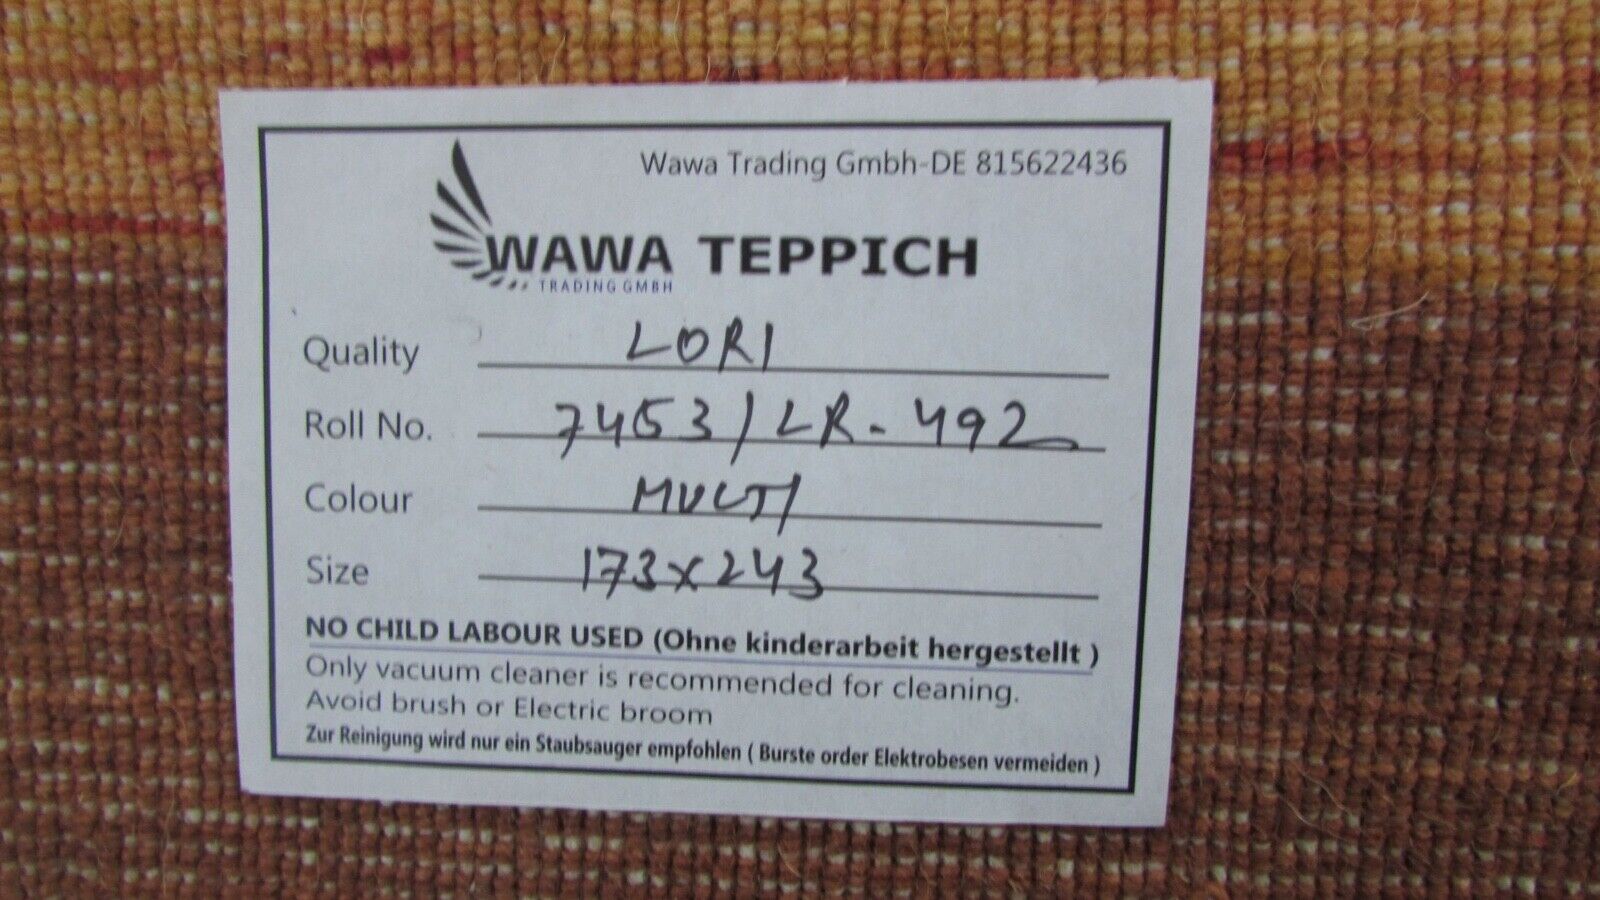 Wawa Trading Gmbh-DE 815622436
WAWA TEPPICH
TRADING GMBH
Quality LORI
Roll No. 7453/LR-492
Colour MULTI
Size 173x243
NO CHILD LABOUR USED (Ohne kinderarbeit hergestellt )
Only vacuum cleaner is recommended for cleaning.
Avoid brush or Electric broom
Zur Reinigung wird nur ein Staubsauger empfohlen ( Burste order Elektrobesen vermeiden )